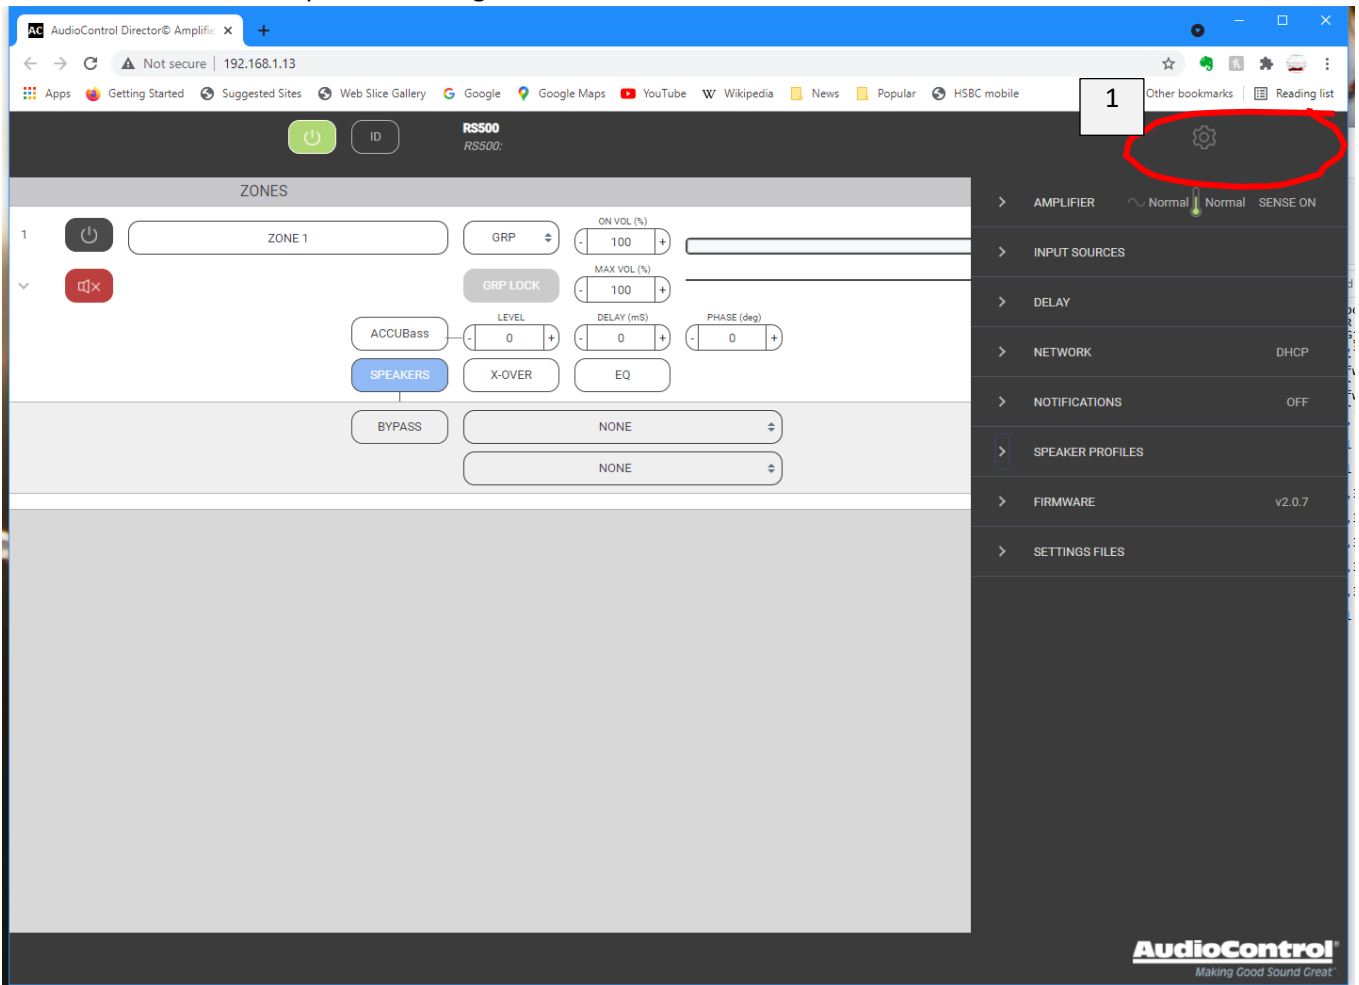 AC AudioControl Director© Amplifie
Not secure | 192.168.1.13
Apps Getting Started Suggested Sites Web Slice Gallery G Google Google Maps YouTube W Wikipedia News Popular HSBC mobile Other bookmarks Reading list
1
ID
RS500
RS500:
ZONES
1
ZONE 1
GRP
ON VOL (%)
- 100 +
GRP LOCK
MAX VOL (%)
- 100 +
ACCUBass
LEVEL
- 0 +
DELAY (mS)
- 0 +
PHASE (deg)
- 0 +
SPEAKERS
X-OVER
EQ
BYPASS
NONE
NONE
AMPLIFIER Normal Normal SENSE ON
INPUT SOURCES
DELAY
NETWORK DHCP
NOTIFICATIONS OFF
SPEAKER PROFILES
FIRMWARE v2.0.7
SETTINGS FILES
AudioControl®
Making Good Sound Great™